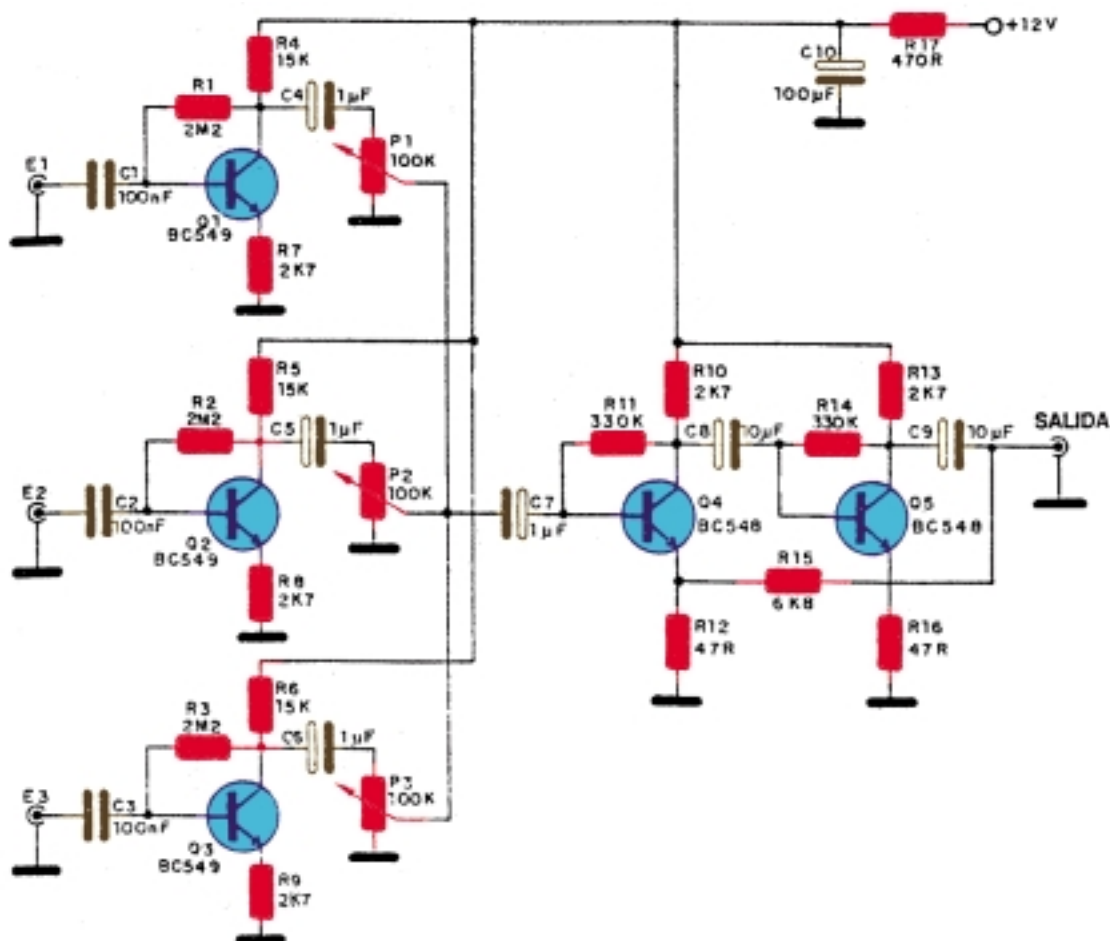 R4
15K
R1
2M2
C4
1µF
P1
100K
E1
C1
100nF
Q1
BC549
R7
2K7
C10
100µF
R17
470R
+12V
R5
15K
R2
2M2
C5
1µF
P2
100K
E2
C2
100nF
Q2
BC549
R8
2K7
C7
1µF
R10
2K7
R11
330K
C8
10µF
Q4
BC548
R12
47R
R13
2K7
R14
330K
C9
10µF
SALIDA
Q5
BC548
R15
6K8
R16
47R
R6
15K
R3
2M2
C6
1µF
P3
100K
E3
C3
100nF
Q3
BC549
R9
2K7